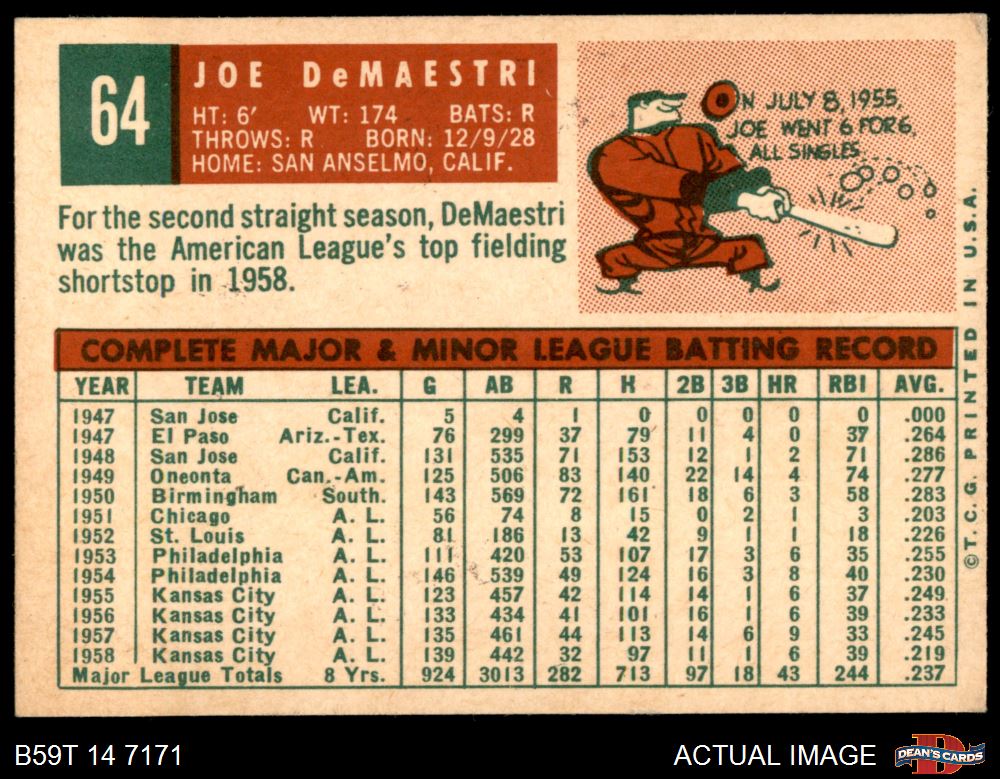 64
JOE DeMAESTRI
HT: 6' WT: 174 BATS: R
THROWS: R BORN: 12/9/28
HOME: SAN ANSELMO, CALIF.
ON JULY 8, 1955,
JOE WENT 6 FOR 6,
ALL SINGLES.
For the second straight season, DeMaestri
was the American League's top fielding
shortstop in 1958.
COMPLETE MAJOR & MINOR LEAGUE BATTING RECORD
YEAR TEAM LEA. G AB R H 2B 3B HR RBI AVG.
1947 San Jose Calif. 5 4 1 0 0 0 0 0 .000
1947 El Paso Ariz.-Tex. 76 299 37 79 11 4 0 37 .264
1948 San Jose Calif. 131 535 71 153 12 1 2 71 .286
1949 Oneonta Can.-Am. 125 506 83 140 22 14 4 74 .277
1950 Birmingham South. 143 569 72 161 18 6 3 58 .283
1951 Chicago A. L. 56 74 8 15 0 2 1 3 .203
1952 St. Louis A. L. 81 186 13 42 9 1 1 18 .226
1953 Philadelphia A. L. 111 420 53 107 17 3 6 35 .255
1954 Philadelphia A. L. 146 539 49 124 16 3 8 40 .230
1955 Kansas City A. L. 123 457 42 114 14 1 6 37 .249
1956 Kansas City A. L. 133 434 41 101 16 1 6 39 .233
1957 Kansas City A. L. 135 461 44 113 14 6 9 33 .245
1958 Kansas City A. L. 139 442 32 97 11 1 6 39 .219
Major League Totals 8 Yrs. 924 3013 282 713 97 18 43 244 .237
© T. C. G. PRINTED IN U.S.A.
B59T 14 7171
ACTUAL IMAGE
DEAN'S CARDS